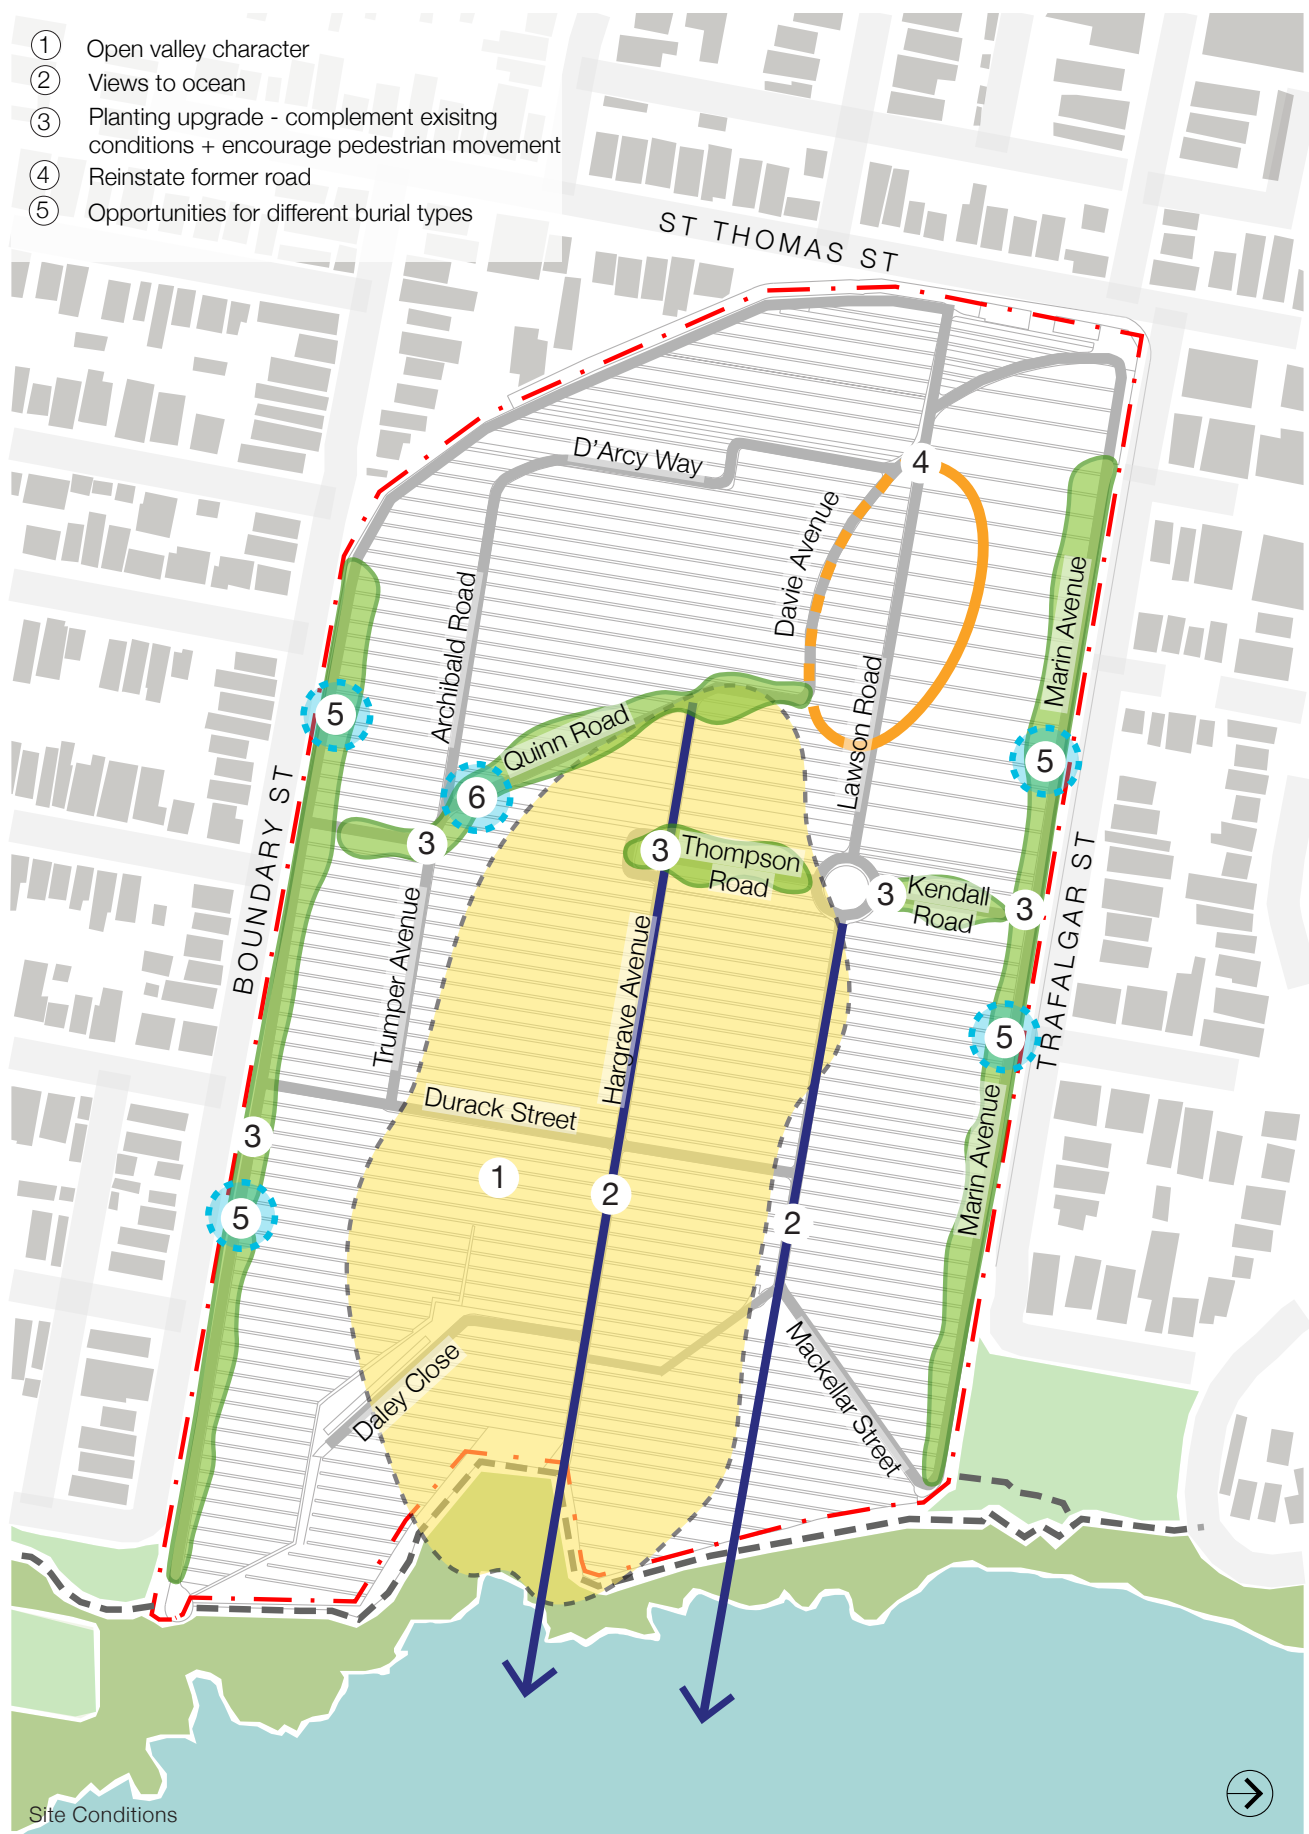 1 Open valley character
2 Views to ocean
3 Planting upgrade - complement exisitng
conditions + encourage pedestrian movement
4 Reinstate former road
5 Opportunities for different burial types
ST THOMAS ST
D'Arcy Way
4
Davie Avenue
Marin Avenue
Archibald Road
Lawson Road
5
Quinn Road
5
6
BOUNDARY ST
3
3
Thompson
Road
3
Kendall
Road
3
TRAFALGAR ST
Trumper Avenue
Hargrave Avenue
5
Durack Street
Marin Avenue
3
1
2
5
2
Daley Close
Mackellar Street
Site Conditions